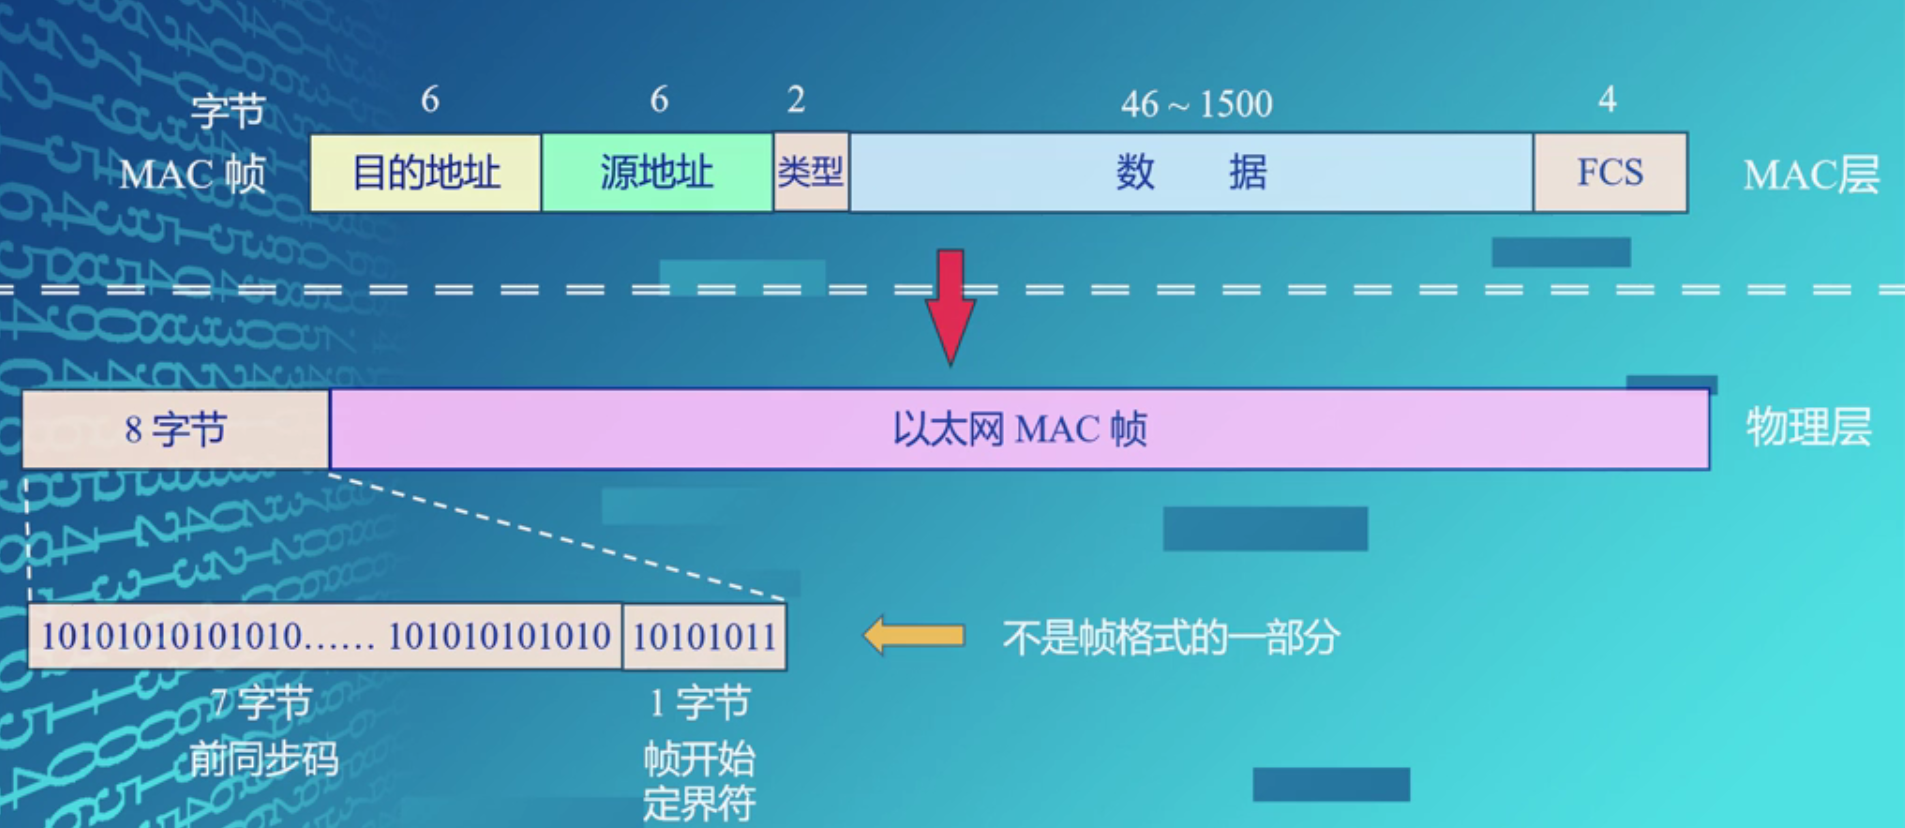 字节 6 6 2 46 ~ 1500 4
MAC 帧 目的地址 源地址 类型 数 据 FCS MAC层
8 字节 以太网 MAC 帧 物理层
10101010101010…… 101010101010 10101011 不是帧格式的一部分
7 字节 1 字节
前同步码 帧开始
定界符